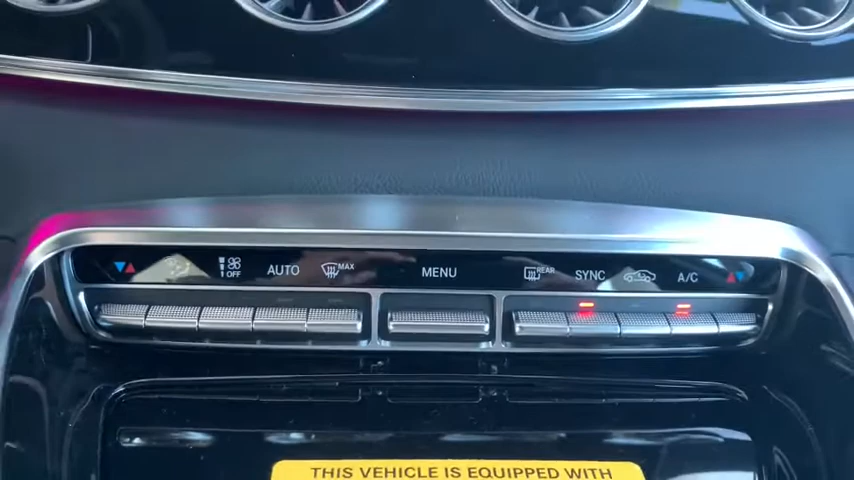 OFF
AUTO
MAX
MENU
REAR
SYNC
A/C
THIS VEHICLE IS EQUIPPED WITH